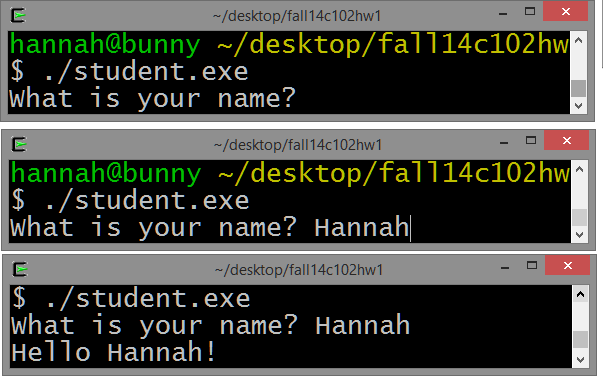 ~/desktop/fall14c102hw1
hannah@bunny ~/desktop/fall14c102hw
$ ./student.exe
What is your name?
~/desktop/fall14c102hw1
hannah@bunny ~/desktop/fall14c102hw
$ ./student.exe
What is your name? Hannah
~/desktop/fall14c102hw1
$ ./student.exe
What is your name? Hannah
Hello Hannah!